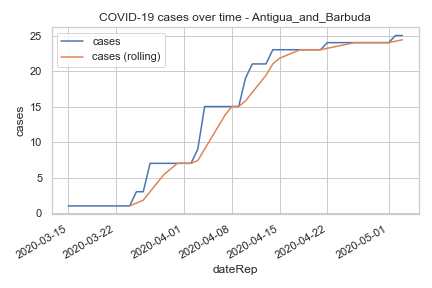 COVID-19 cases over time - Antigua_and_Barbuda
cases
cases (rolling)
25
20
15
10
5
0
cases
2020-03-15
2020-03-22
2020-04-01
2020-04-08
2020-04-15
2020-04-22
2020-05-01
dateRep